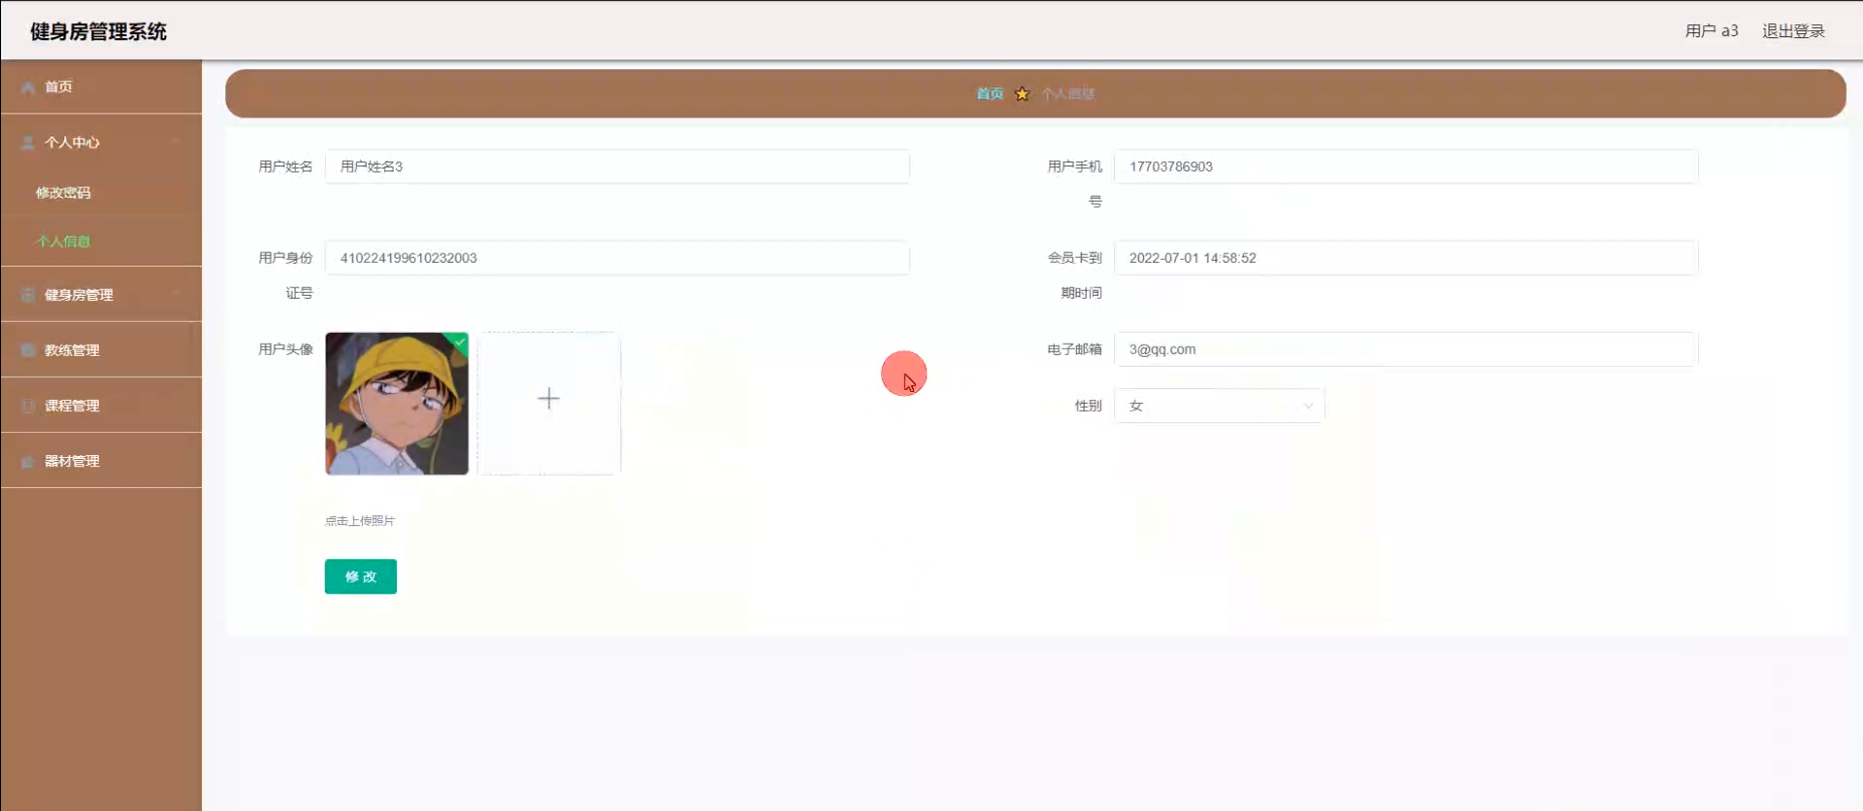 健身房管理系统
用户 a3
退出登录
首页
个人中心
修改密码
个人信息
健身房管理
教练管理
课程管理
器材管理
首页 个人信息
用户姓名 用户姓名3
用户手机号 17703786903
用户身份证号 410224199610232003
会员卡到期时间 2022-07-01 14:58:52
用户头像
电子邮箱 3@qq.com
性别 女
点击上传照片
修 改